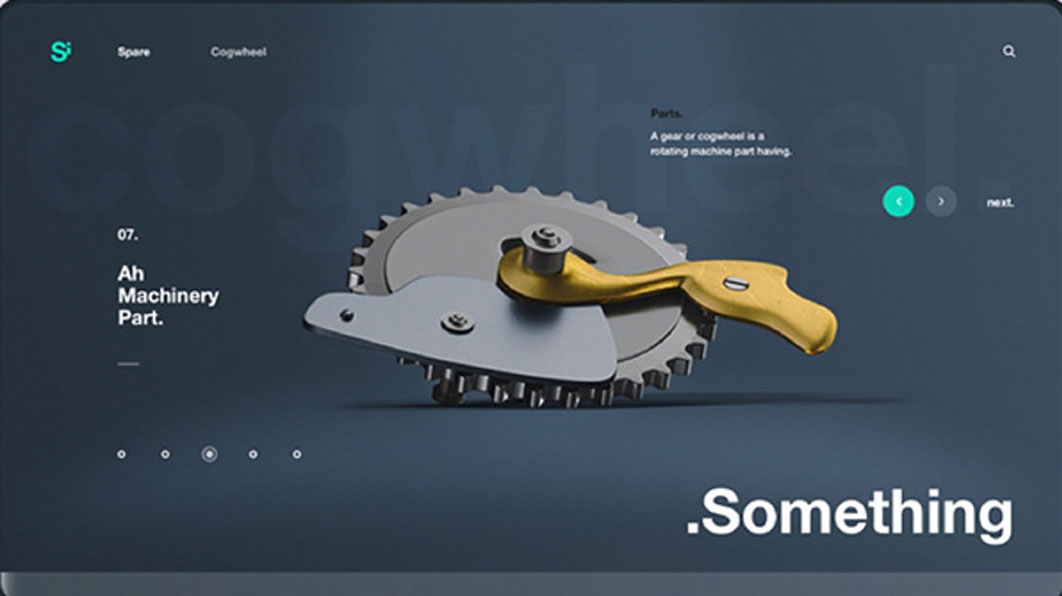 Si
Spare
Cogwheel
cogwheel.
Parts.
A gear or cogwheel is a
rotating machine part having.
next.
07.
Ah
Machinery
Part.
.Something